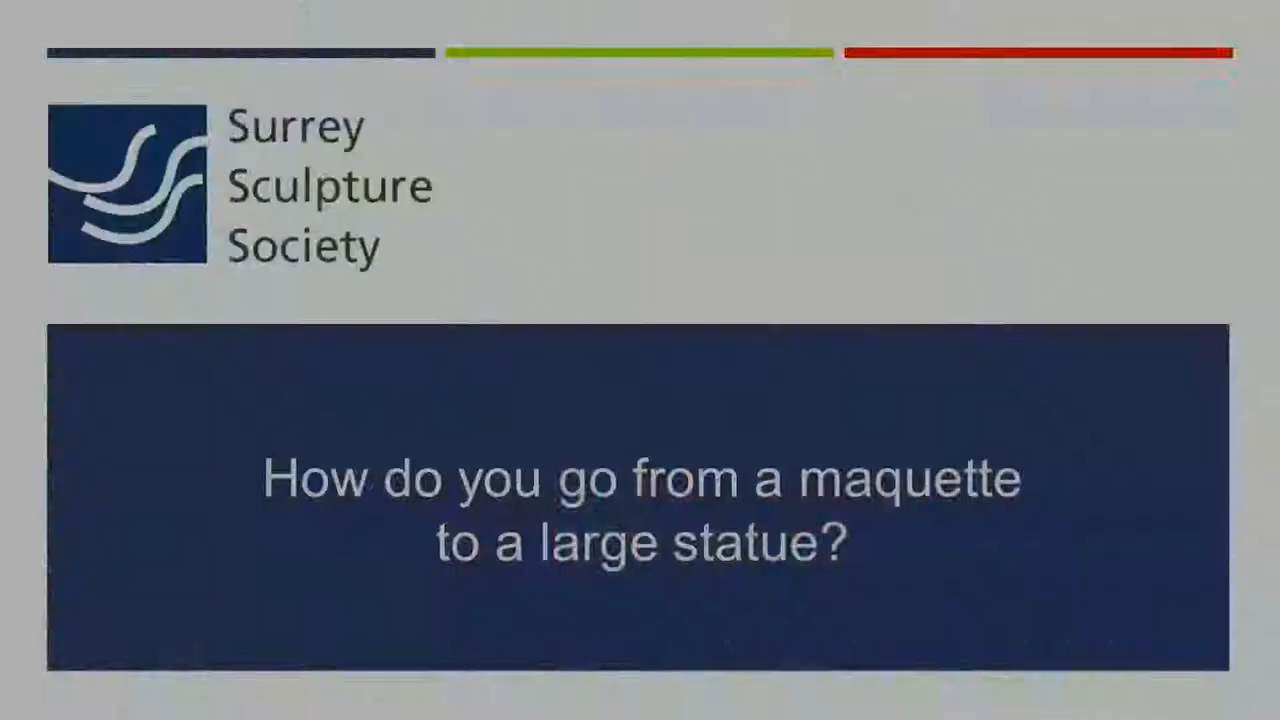 Surrey
Sculpture
Society
How do you go from a maquette
to a large statue?